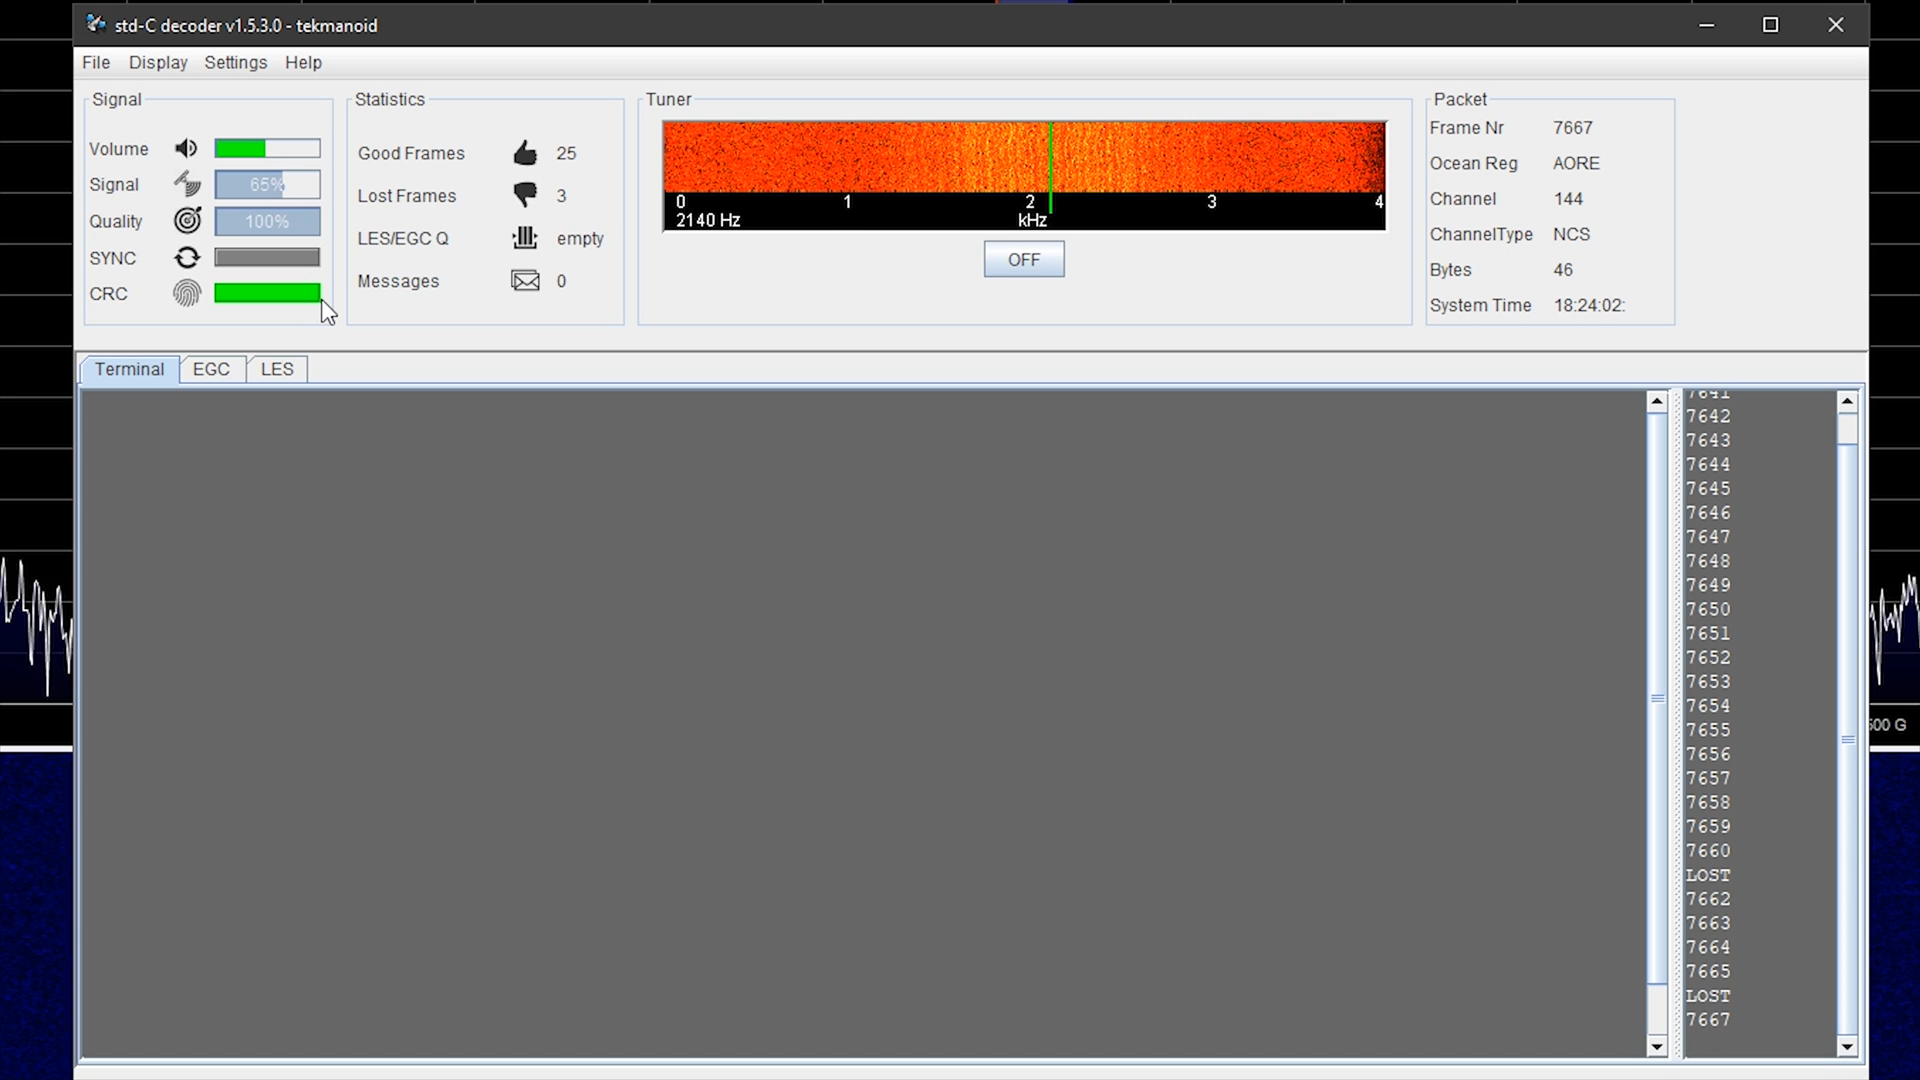 std-C decoder v1.5.3.0 - tekmanoid
File Display Settings Help
Signal
Volume
Signal 65%
Quality 100%
SYNC
CRC
Statistics
Good Frames 25
Lost Frames 3
LES/EGC Q empty
Messages 0
Tuner
0 1 2 3 4
2140 Hz kHz
OFF
Packet
Frame Nr 7667
Ocean Reg AORE
Channel 144
ChannelType NCS
Bytes 46
System Time 18:24:02:
Terminal EGC LES
7641
7642
7643
7644
7645
7646
7647
7648
7649
7650
7651
7652
7653
7654
7655
7656
7657
7658
7659
7660
LOST
7662
7663
7664
7665
LOST
7667